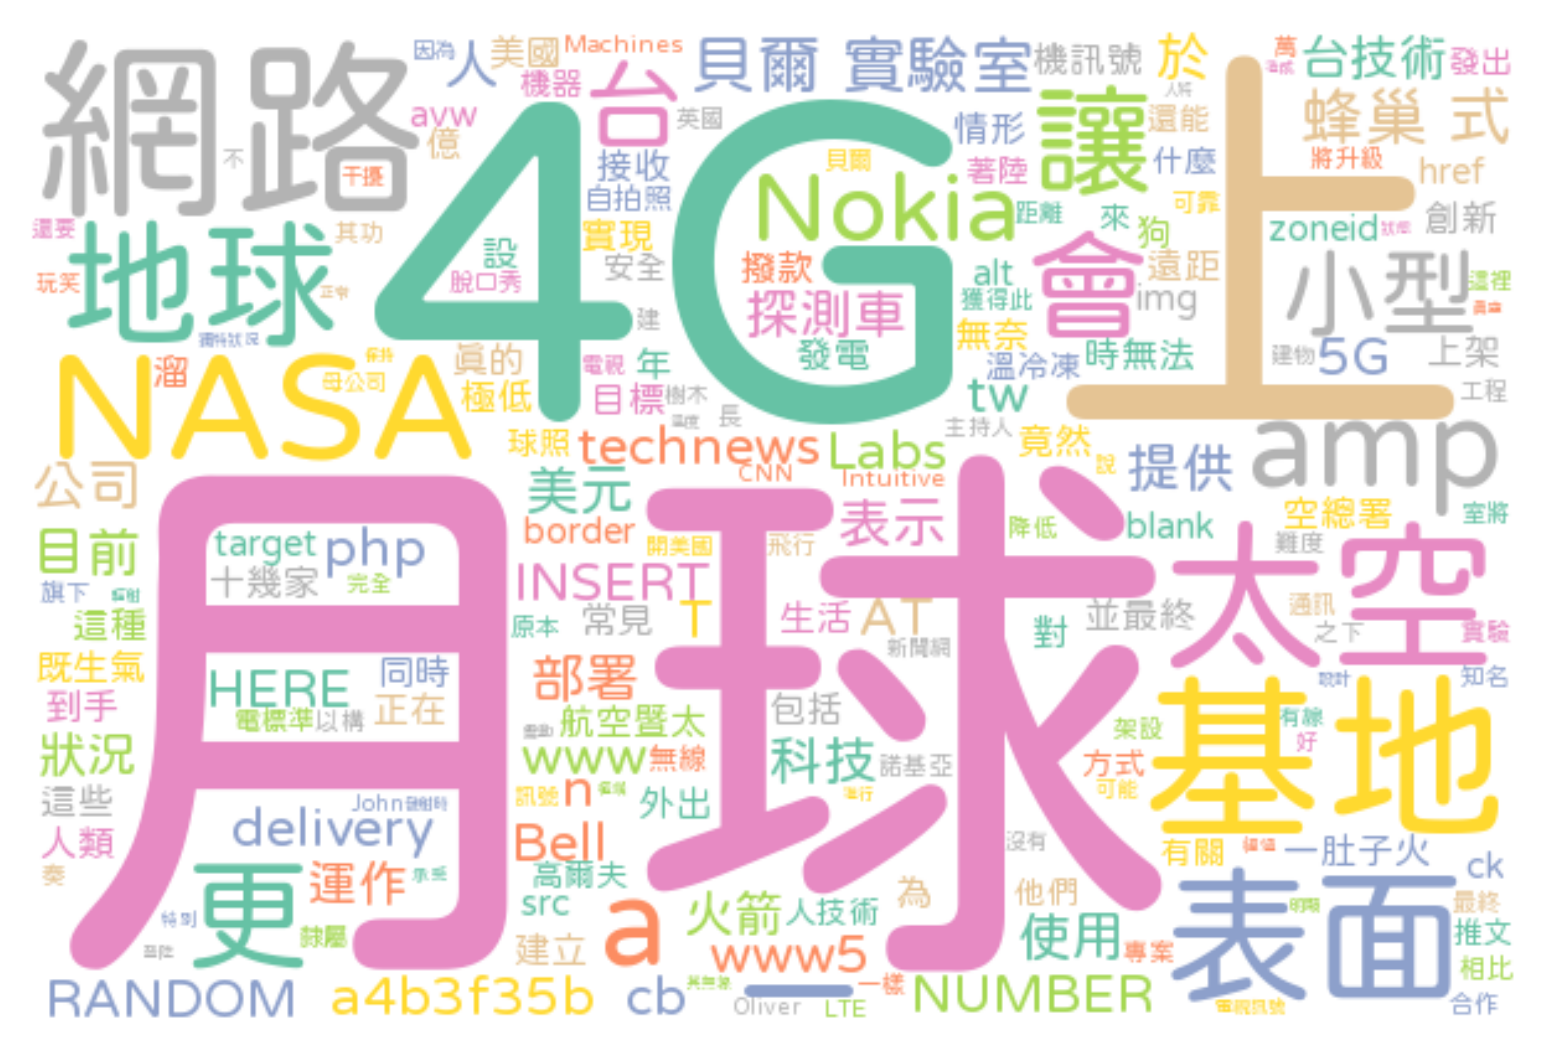 網路
因為
人
美國
Machines
貝爾 實驗室
機訊號
於
萬
台技術
發出
機器
台
4G
上
avw
億
英國
情形
讓
還能
蜂巢 式
不
干擾
接收
貝爾
著陸
什麼
將升級
href
自拍照
Nokia
距離
來
可靠
狗
zoneid
創新
還要
地球
其功
設
實現
撥款
alt
會
遠距
小型
這裡
玩笑
脫口秀
安全
探測車
獲得此
img
建
無奈
NASA
溜
保持
母公司
眞的
極低
電視
年
發電
溫冷凍
時無法
建物
5G
上架
目標
樹木
長
tw
工程
公司
球照
technews
Labs
主持人
竟然
說
提供
amp
CNN
Intuitive
月球
美元
表示
降低
blank
空總署
室將
目前
target
php
border
開美國
飛行
難度
太空
旗下
十幾家
完全
INSERT
這種
原本
常見
T
生活
AT
對
並最終
通訊
之下
實驗
新聞網
既生氣
HERE
同時
部署
知名
到手
電標準
以構
正在
航空暨太
包括
架設
有線
基地
狀況
www
無線
科技
諾基亞
方式
好
這些
John
訊號
n
外出
進行
可能
人類
delivery
Bell
沒有
有關
一肚子火
ck
奏
更
運作
高爾夫
src
火箭
人技術
為
他們
表面
最終
特別
隸屬
建立
a
使用
專案
推文
www5
相比
RANDOM
a4b3f35b
cb
一
一樣
NUMBER
Oliver
LTE
電視訊號
合作